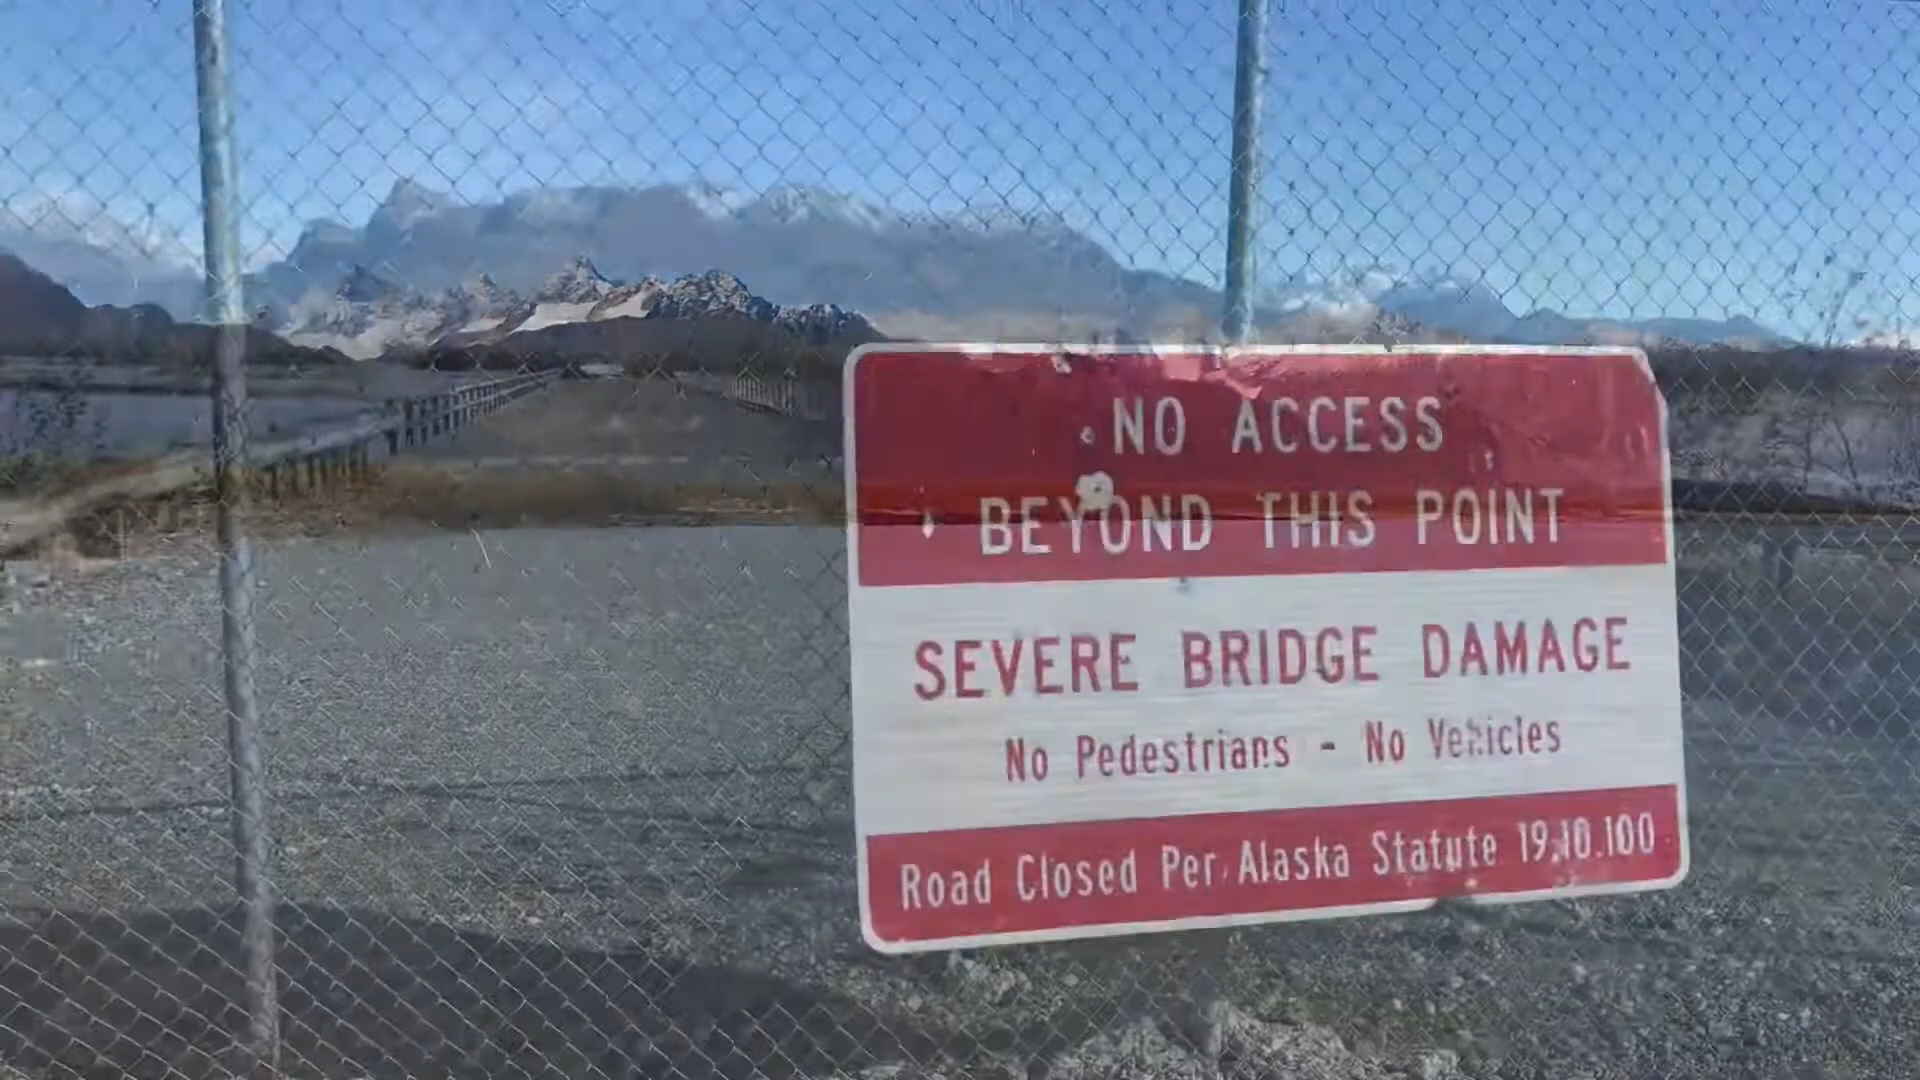 NO ACCESS
BEYOND THIS POINT
SEVERE BRIDGE DAMAGE
No Pedestrians - No Vehicles
Road Closed Per Alaska Statute 19.10.100